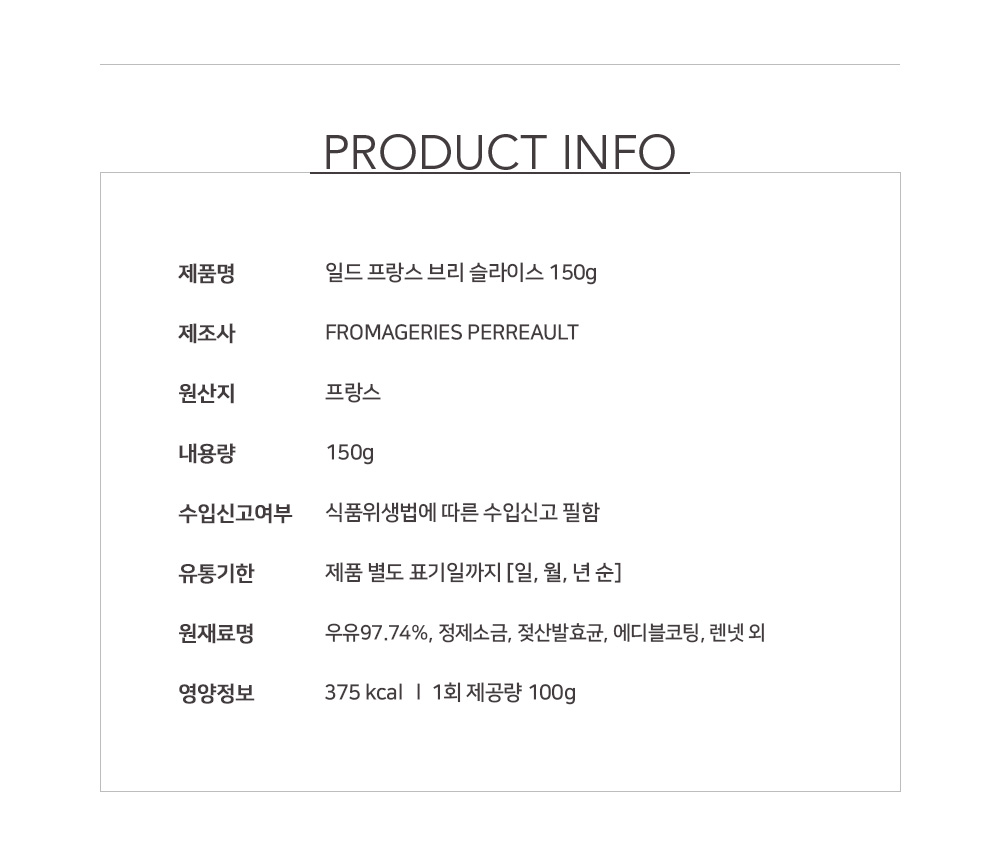 PRODUCT INFO
제품명 일드 프랑스 브리 슬라이스 150g
제조사 FROMAGERIES PERREAULT
원산지 프랑스
내용량 150g
수입신고여부 식품위생법에 따른 수입신고 필함
유통기한 제품 별도 표기일까지 [일, 월, 년 순]
원재료명 우유97.74%, 정제소금, 젖산발효균, 에디블코팅, 렌넷 외
영양정보 375 kcal ㅣ 1회 제공량 100g